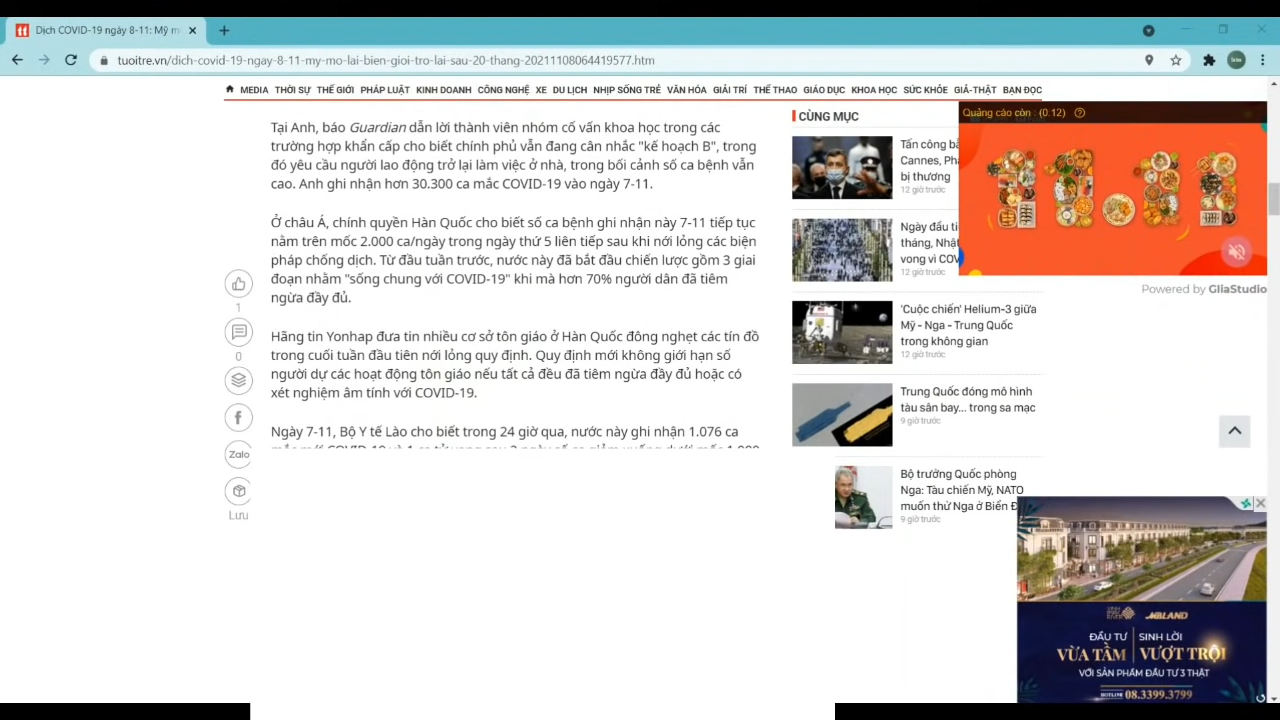 Dịch COVID-19 ngày 8-11: Mỹ m
tuoitre.vn/dich-covid-19-ngay-8-11-my-mo-lai-bien-gioi-tro-lai-sau-20-thang-20211108064419577.htm
MEDIA THỜI SỰ THẾ GIỚI PHÁP LUẬT KINH DOANH CÔNG NGHỆ XE DU LỊCH NHỊP SỐNG TRẺ VĂN HÓA GIẢI TRÍ THỂ THAO GIÁO DỤC KHOA HỌC SỨC KHỎE GIẢ-THẬT BẠN ĐỌC
Tại Anh, báo Guardian dẫn lời thành viên nhóm cố vấn khoa học trong các
trường hợp khẩn cấp cho biết chính phủ vẫn đang cân nhắc "kế hoạch B", trong
đó yêu cầu người lao động trở lại làm việc ở nhà, trong bối cảnh số ca bệnh vẫn
cao. Anh ghi nhận hơn 30.300 ca mắc COVID-19 vào ngày 7-11.
Ở châu Á, chính quyền Hàn Quốc cho biết số ca bệnh ghi nhận này 7-11 tiếp tục
nằm trên mốc 2.000 ca/ngày trong ngày thứ 5 liên tiếp sau khi nới lỏng các biện
pháp chống dịch. Từ đầu tuần trước, nước này đã bắt đầu chiến lược gồm 3 giai
đoạn nhằm "sống chung với COVID-19" khi mà hơn 70% người dân đã tiêm
ngừa đầy đủ.
Hãng tin Yonhap đưa tin nhiều cơ sở tôn giáo ở Hàn Quốc đông nghẹt các tín đồ
trong cuối tuần đầu tiên nới lỏng quy định. Quy định mới không giới hạn số
người dự các hoạt động tôn giáo nếu tất cả đều đã tiêm ngừa đầy đủ hoặc có
xét nghiệm âm tính với COVID-19.
Ngày 7-11, Bộ Y tế Lào cho biết trong 24 giờ qua, nước này ghi nhận 1.076 ca
1
0
Zalo
Lưu
CÙNG MỤC
Tấn công bằ
Cannes, Phá
bị thương
12 giờ trước
Ngày đầu ti
tháng, Nhật
vong vì COV
12 giờ trước
'Cuộc chiến' Helium-3 giữa
Mỹ - Nga - Trung Quốc
trong không gian
12 giờ trước
Trung Quốc đóng mô hình
tàu sân bay... trong sa mạc
9 giờ trước
Bộ trưởng Quốc phòng
Nga: Tàu chiến Mỹ, NATO
muốn thử Nga ở Biển Đ
9 giờ trước
Quảng cáo còn : (0:12)
11.11
Powered by GliaStudio
MBLAND
ĐẦU TƯ SINH LỜI
VỪA TẦM VƯỢT TRỘI
VỚI SẢN PHẨM ĐẦU TƯ 3 THẬT
HOTLINE 08.3399.3799